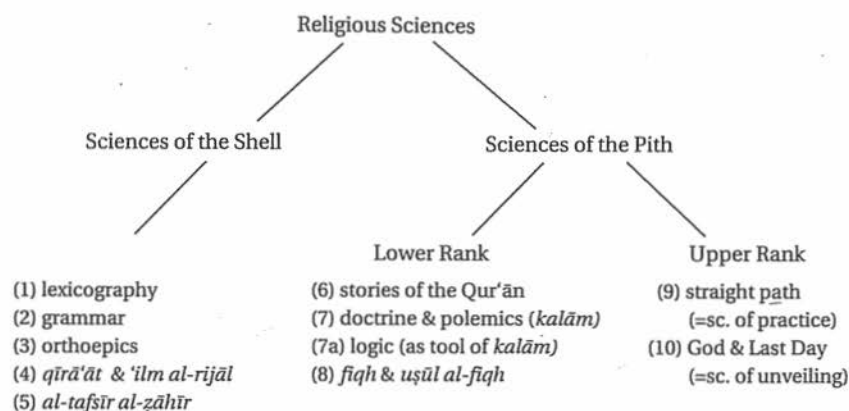 Religious Sciences
Sciences of the Shell
Sciences of the Pith
Lower Rank
Upper Rank
(1) lexicography
(2) grammar
(3) orthoepics
(4) qīrā’āt & ‘ilm al-rijāl
(5) al-tafsīr al-ẓāhīr
(6) stories of the Qur’ān
(7) doctrine & polemics (kalām)
(7a) logic (as tool of kalām)
(8) fiqh & uṣūl al-fiqh
(9) straight path
(=sc. of practice)
(10) God & Last Day
(=sc. of unveiling)